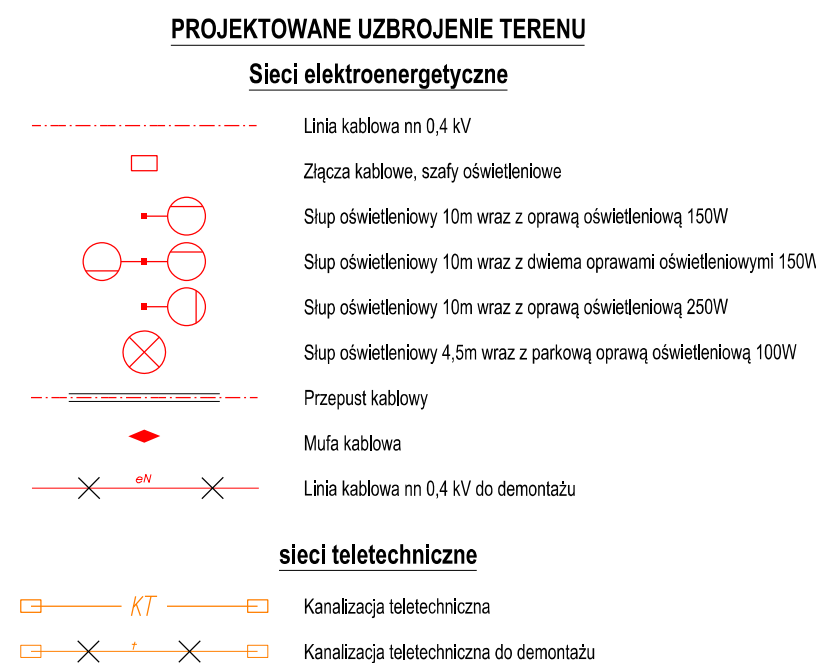 PROJEKTOWANE UZBROJENIE TERENU
Sieci elektroenergetyczne
Linia kablowa nn 0,4 kV
Złącza kablowe, szafy oświetleniowe
Słup oświetleniowy 10m wraz z oprawą oświetleniową 150W
Słup oświetleniowy 10m wraz z dwiema oprawami oświetleniowymi 150W
Słup oświetleniowy 10m wraz z oprawą oświetleniową 250W
Słup oświetleniowy 4,5m wraz z parkową oprawą oświetleniową 100W
Przepust kablowy
Mufa kablowa
eN Linia kablowa nn 0,4 kV do demontażu
sieci teletechniczne
KT Kanalizacja teletechniczna
t Kanalizacja teletechniczna do demontażu